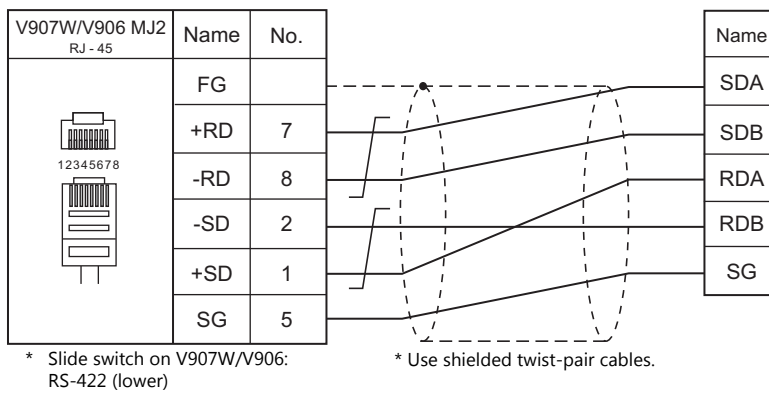 V907W/V906 MJ2 Name No.
RJ - 45
FG
+RD 7
12345678
-RD 8
-SD 2
+SD 1
SG 5
Name
SDA
SDB
RDA
RDB
SG
* Slide switch on V907W/V906:
RS-422 (lower)
* Use shielded twist-pair cables.